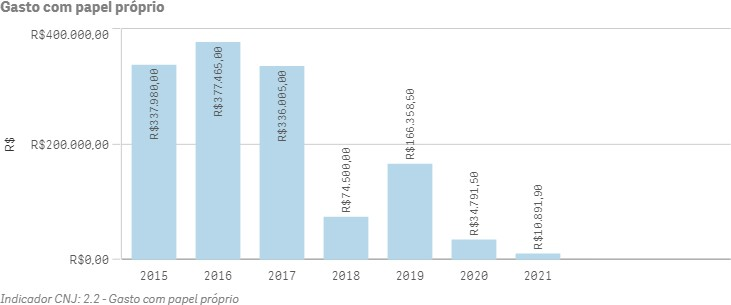 Gasto com papel próprio
R$
R$400.000,00
R$200.000,00
R$0,00
R$337.980,00
R$377.465,00
R$336.005,00
R$74.500,00
R$166.358,50
R$34.791,50
R$10.891,90
2015 2016 2017 2018 2019 2020 2021
Indicador CNJ: 2.2 - Gasto com papel próprio